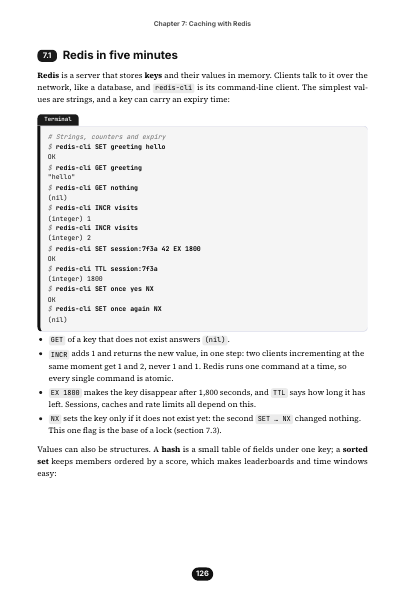 Chapter 7: Caching with Redis
7.1 Redis in five minutes
Redis is a server that stores keys and their values in memory. Clients talk to it over the
network, like a database, and redis-cli is its command-line client. The simplest val-
ues are strings, and a key can carry an expiry time:
Terminal
# Strings, counters and expiry
$ redis-cli SET greeting hello
OK
$ redis-cli GET greeting
"hello"
$ redis-cli GET nothing
(nil)
$ redis-cli INCR visits
(integer) 1
$ redis-cli INCR visits
(integer) 2
$ redis-cli SET session:7f3a 42 EX 1800
OK
$ redis-cli TTL session:7f3a
(integer) 1800
$ redis-cli SET once yes NX
OK
$ redis-cli SET once again NX
(nil)
• GET of a key that does not exist answers (nil).
• INCR adds 1 and returns the new value, in one step: two clients incrementing at the
same moment get 1 and 2, never 1 and 1. Redis runs one command at a time, so
every single command is atomic.
• EX 1800 makes the key disappear after 1,800 seconds, and TTL says how long it has
left. Sessions, caches and rate limits all depend on this.
• NX sets the key only if it does not exist yet: the second SET … NX changed nothing.
This one flag is the base of a lock (section 7.3).
Values can also be structures. A hash is a small table of fields under one key; a sorted
set keeps members ordered by a score, which makes leaderboards and time windows
easy:
126